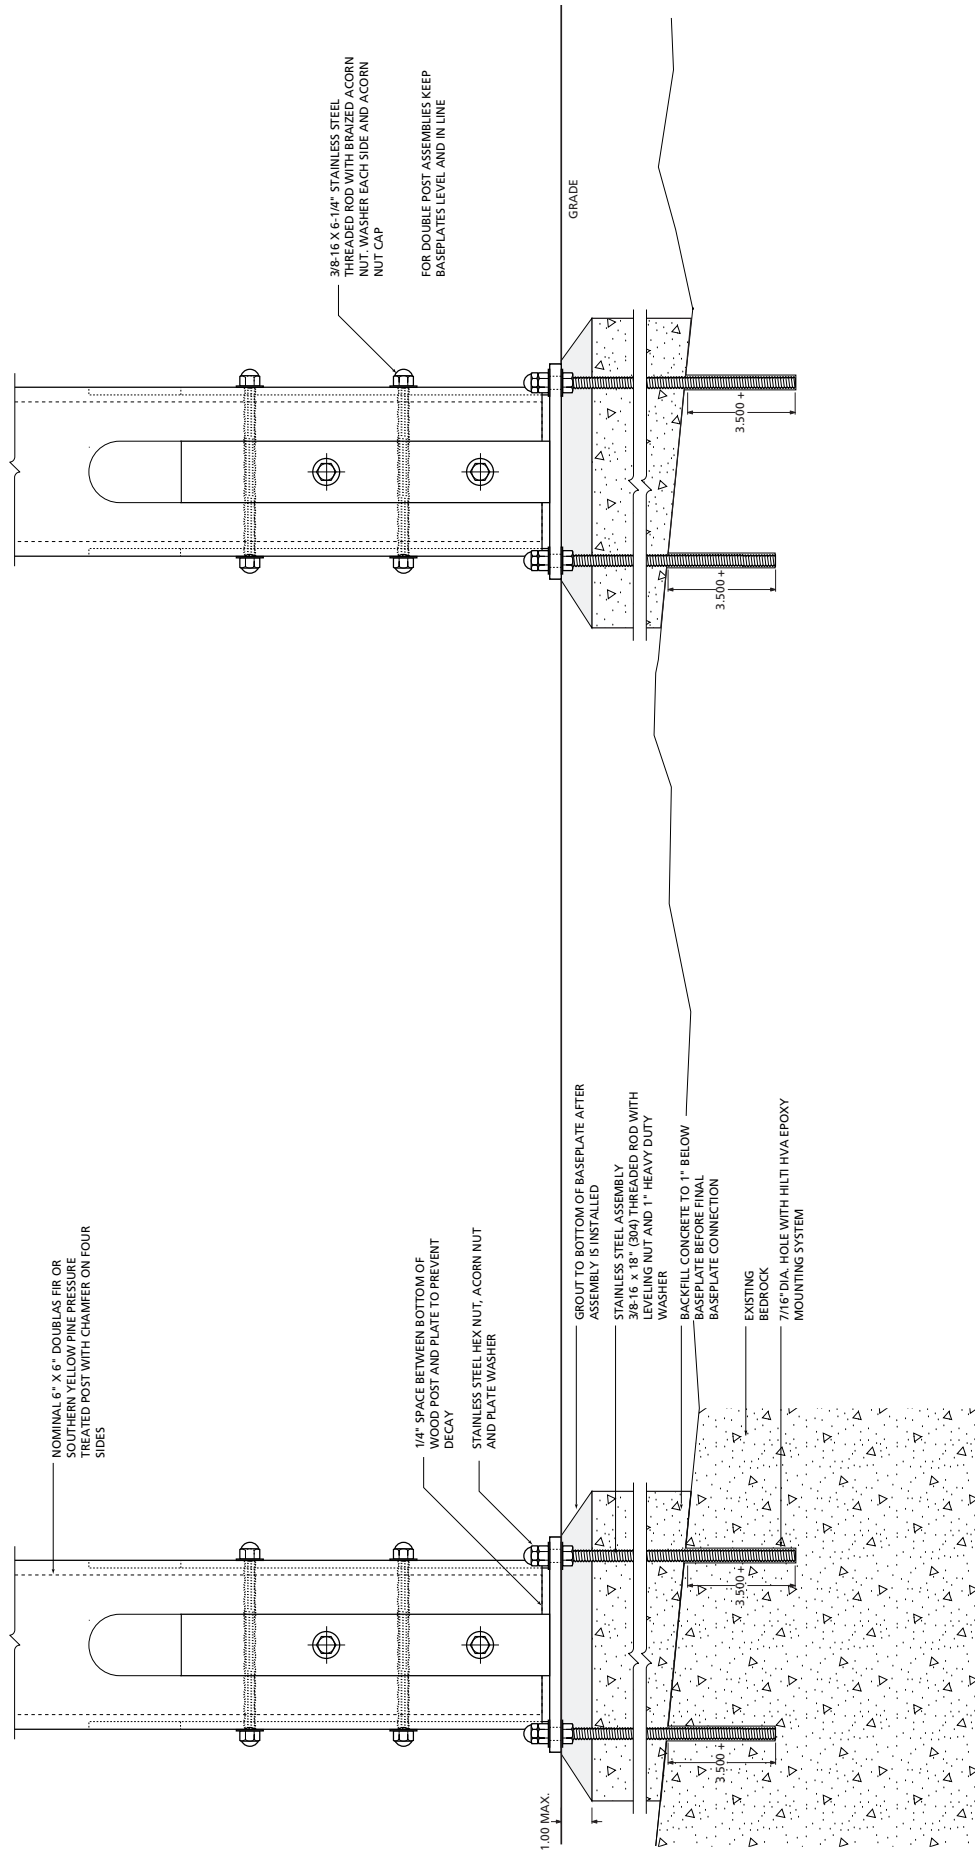 NOMINAL 6" X 6" DOUBLAS FIR OR
SOUTHERN YELLOW PINE PRESSURE
TREATED POST WITH CHAMFER ON FOUR
SIDES
1/4" SPACE BETWEEN BOTTOM OF
WOOD POST AND PLATE TO PREVENT
DECAY
STAINLESS STEEL HEX NUT, ACORN NUT
AND PLATE WASHER
3/8-16 X 6-1/4" STAINLESS STEEL
THREADED ROD WITH BRAIZED ACORN
NUT. WASHER EACH SIDE AND ACORN
NUT CAP
FOR DOUBLE POST ASSEMBLIES KEEP
BASEPLATES LEVEL AND IN LINE
GRADE
1.00 MAX.
GROUT TO BOTTOM OF BASEPLATE AFTER
ASSEMBLY IS INSTALLED
STAINLESS STEEL ASSEMBLY
3/8-16 x 18" (304) THREADED ROD WITH
LEVELING NUT AND 1" HEAVY DUTY
WASHER
BACKFILL CONCRETE TO 1" BELOW
BASEPLATE BEFORE FINAL
BASEPLATE CONNECTION
EXISTING
BEDROCK
7/16" DIA. HOLE WITH HILTI HVA EPOXY
MOUNTING SYSTEM
3.500 +
3.500 +
3.500 +
3.500 +